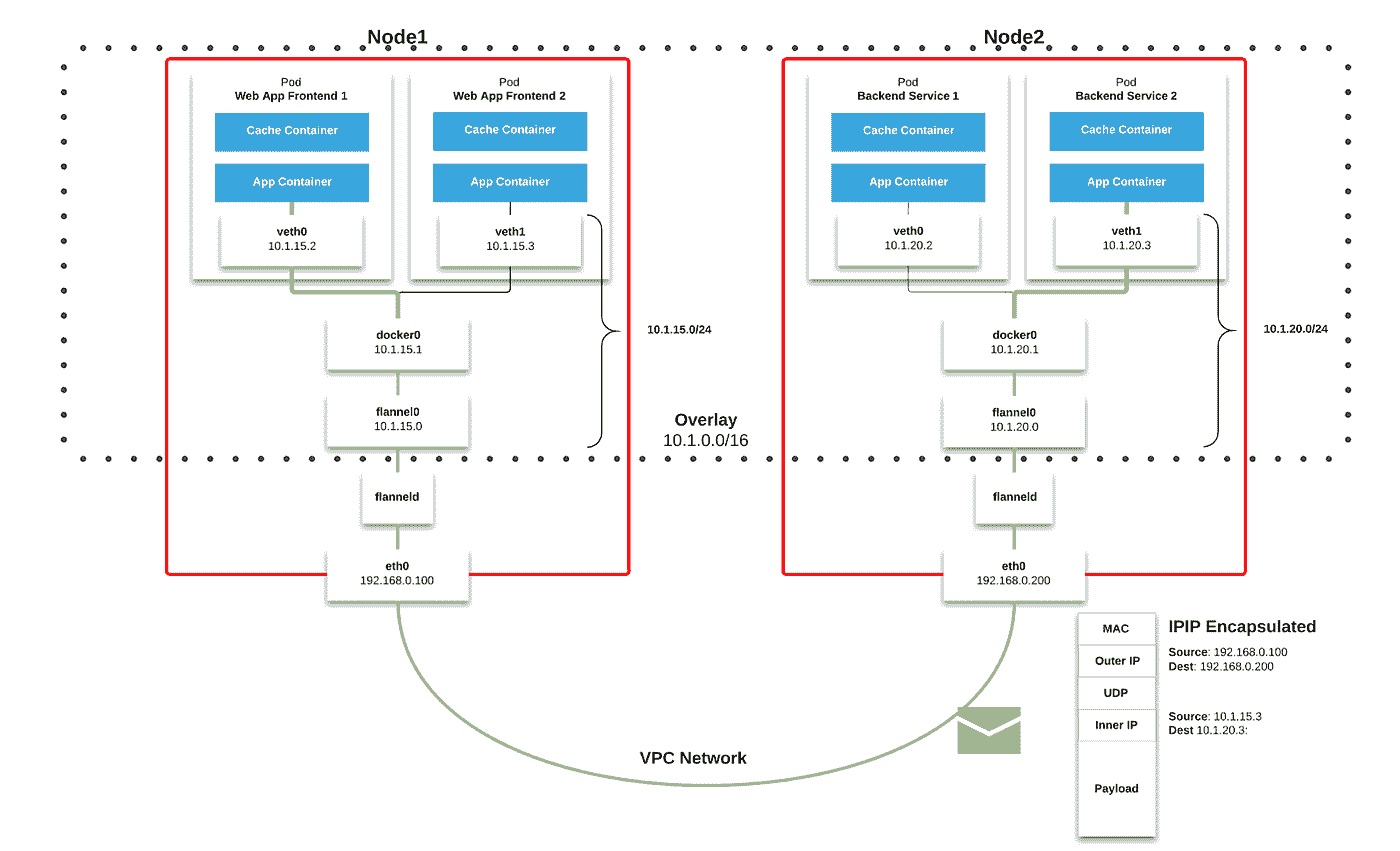 Node1
Node2
Pod
Web App Frontend 1
Cache Container
App Container
veth0
10.1.15.2
Pod
Web App Frontend 2
Cache Container
App Container
veth1
10.1.15.3
docker0
10.1.15.1
flannel0
10.1.15.0
10.1.15.0/24
flanneld
eth0
192.168.0.100
Overlay
10.1.0.0/16
Pod
Backend Service 1
Cache Container
App Container
veth0
10.1.20.2
Pod
Backend Service 2
Cache Container
App Container
veth1
10.1.20.3
docker0
10.1.20.1
flannel0
10.1.20.0
10.1.20.0/24
flanneld
eth0
192.168.0.200
VPC Network
MAC
Outer IP
UDP
Inner IP
Payload
IPIP Encapsulated
Source: 192.168.0.100
Dest: 192.168.0.200
Source: 10.1.15.3
Dest 10.1.20.3: